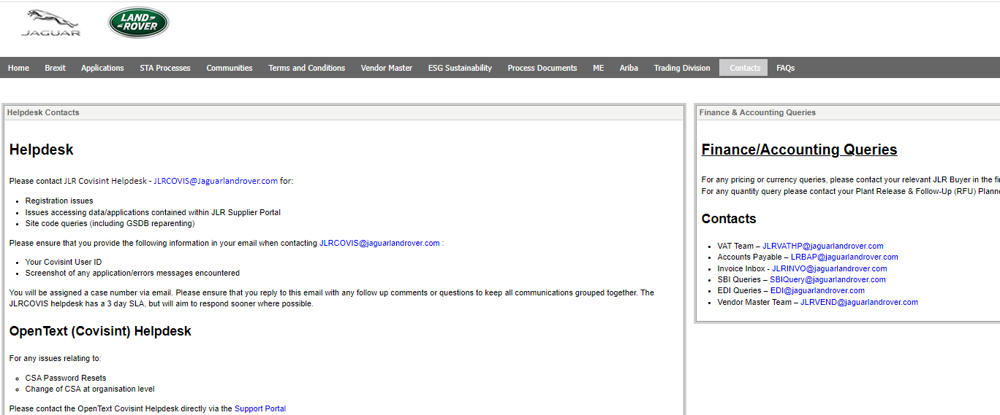 JAGUAR
LAND-
-ROVER
Home Brexit Applications STA Processes Communities Terms and Conditions Vendor Master ESG Sustainability Process Documents ME Ariba Trading Division Contacts FAQs
Helpdesk Contacts
Helpdesk
Please contact JLR Covisint Helpdesk - JLRCOVIS@Jaguarlandrover.com for:
• Registration issues
• Issues accessing data/applications contained within JLR Supplier Portal
• Site code queries (including GSDB reparenting)
Please ensure that you provide the following information in your email when contacting JLRCOVIS@jaguarlandrover.com :
• Your Covisint User ID
• Screenshot of any application/errors messages encountered
You will be assigned a case number via email. Please ensure that you reply to this email with any follow up comments or questions to keep all communications grouped together. The
JLRCOVIS helpdesk has a 3 day SLA, but will aim to respond sooner where possible.
OpenText (Covisint) Helpdesk
For any issues relating to:
o CSA Password Resets
o Change of CSA at organisation level
Please contact the OpenText Covisint Helpdesk directly via the Support Portal
Finance & Accounting Queries
Finance/Accounting Queries
For any pricing or currency queries, please contact your relevant JLR Buyer in the
For any quantity query please contact your Plant Release & Follow-Up (RFU)
Contacts
• VAT Team – JLRVATHP@jaguarlandrover.com
• Accounts Payable – LRBAP@jaguarlandrover.com
• Invoice Inbox - JLRINVO@jaguarlandrover.com
• SBI Queries – SBIQuery@jaguarlandrover.com
• EDI Queries – EDI@jaguarlandrover.com
• Vendor Master Team – JLRVEND@jaguarlandrover.com